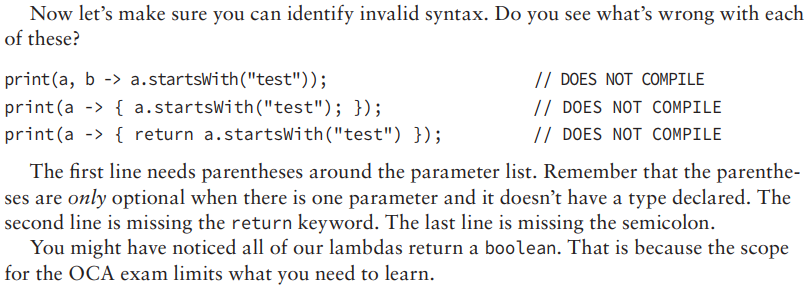 Now let’s make sure you can identify invalid syntax. Do you see what’s wrong with each
of these?
print(a, b -> a.startsWith("test")); // DOES NOT COMPILE
print(a -> { a.startsWith("test"); }); // DOES NOT COMPILE
print(a -> { return a.startsWith("test") }); // DOES NOT COMPILE
The first line needs parentheses around the parameter list. Remember that the parenthe-
ses are only optional when there is one parameter and it doesn’t have a type declared. The
second line is missing the return keyword. The last line is missing the semicolon.
You might have noticed all of our lambdas return a boolean. That is because the scope
for the OCA exam limits what you need to learn.